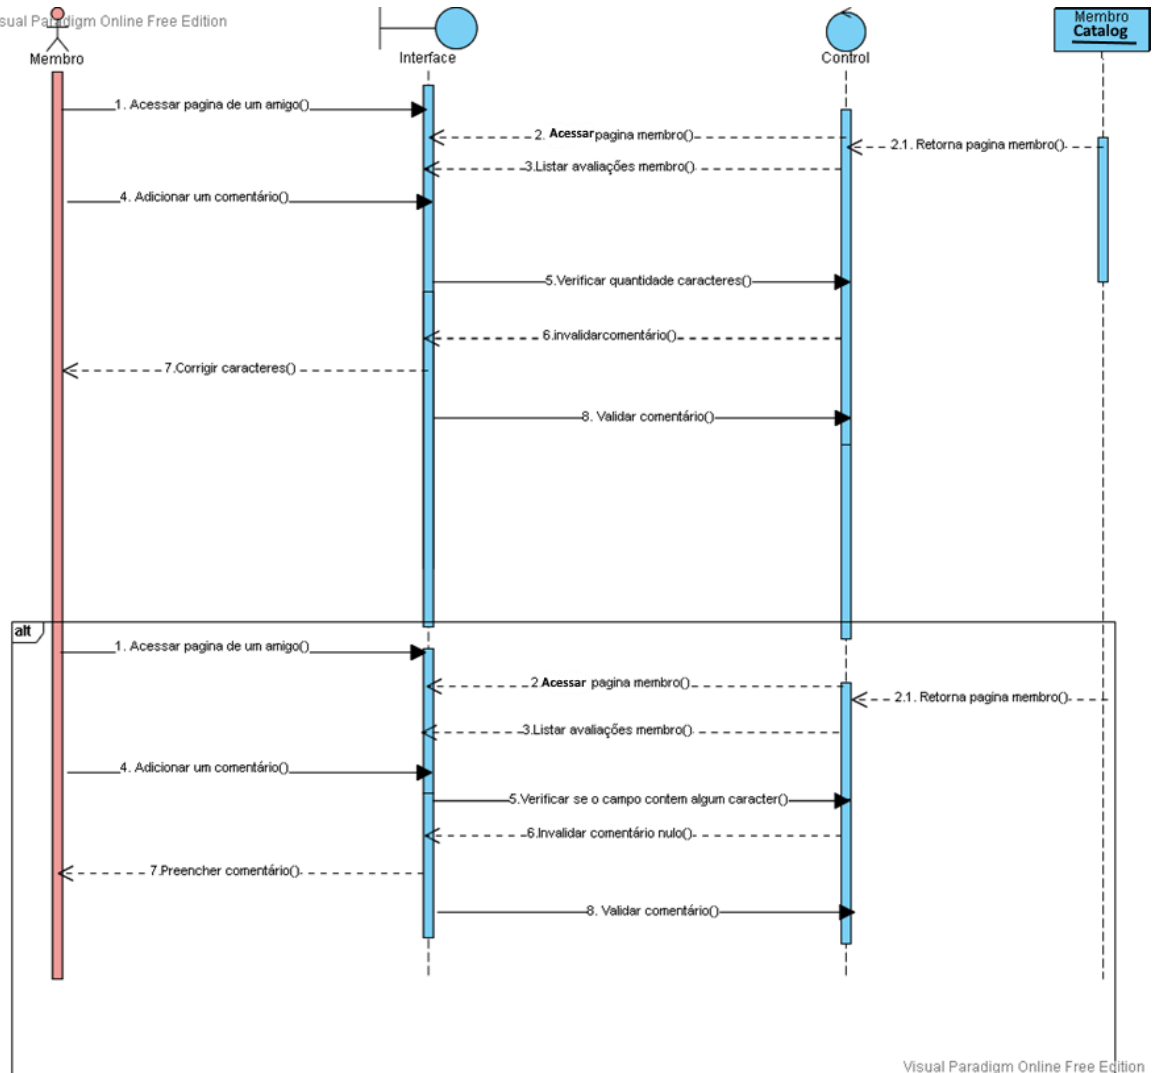 sual Paradigm Online Free Edition
Membro
Interface
Control
Membro
Catalog
1. Acessar pagina de um amigo()
2. Acessar pagina membro()
2.1. Retorna pagina membro()
3.Listar avaliações membro()
4. Adicionar um comentário()
5.Verificar quantidade caracteres()
6.invalidarcomentário()
7.Corrigir caracteres()
8. Validar comentário()
alt
1. Acessar pagina de um amigo()
2 Acessar pagina membro()
2.1. Retorna pagina membro()
3.Listar avaliações membro()
4. Adicionar um comentário()
5.Verificar se o campo contem algum caracter()
6.Invalidar comentário nulo()
7.Preencher comentário()
8. Validar comentário()
Visual Paradigm Online Free Edition